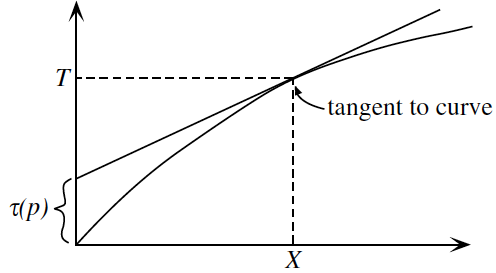 T
tangent to curve
τ(p)
X